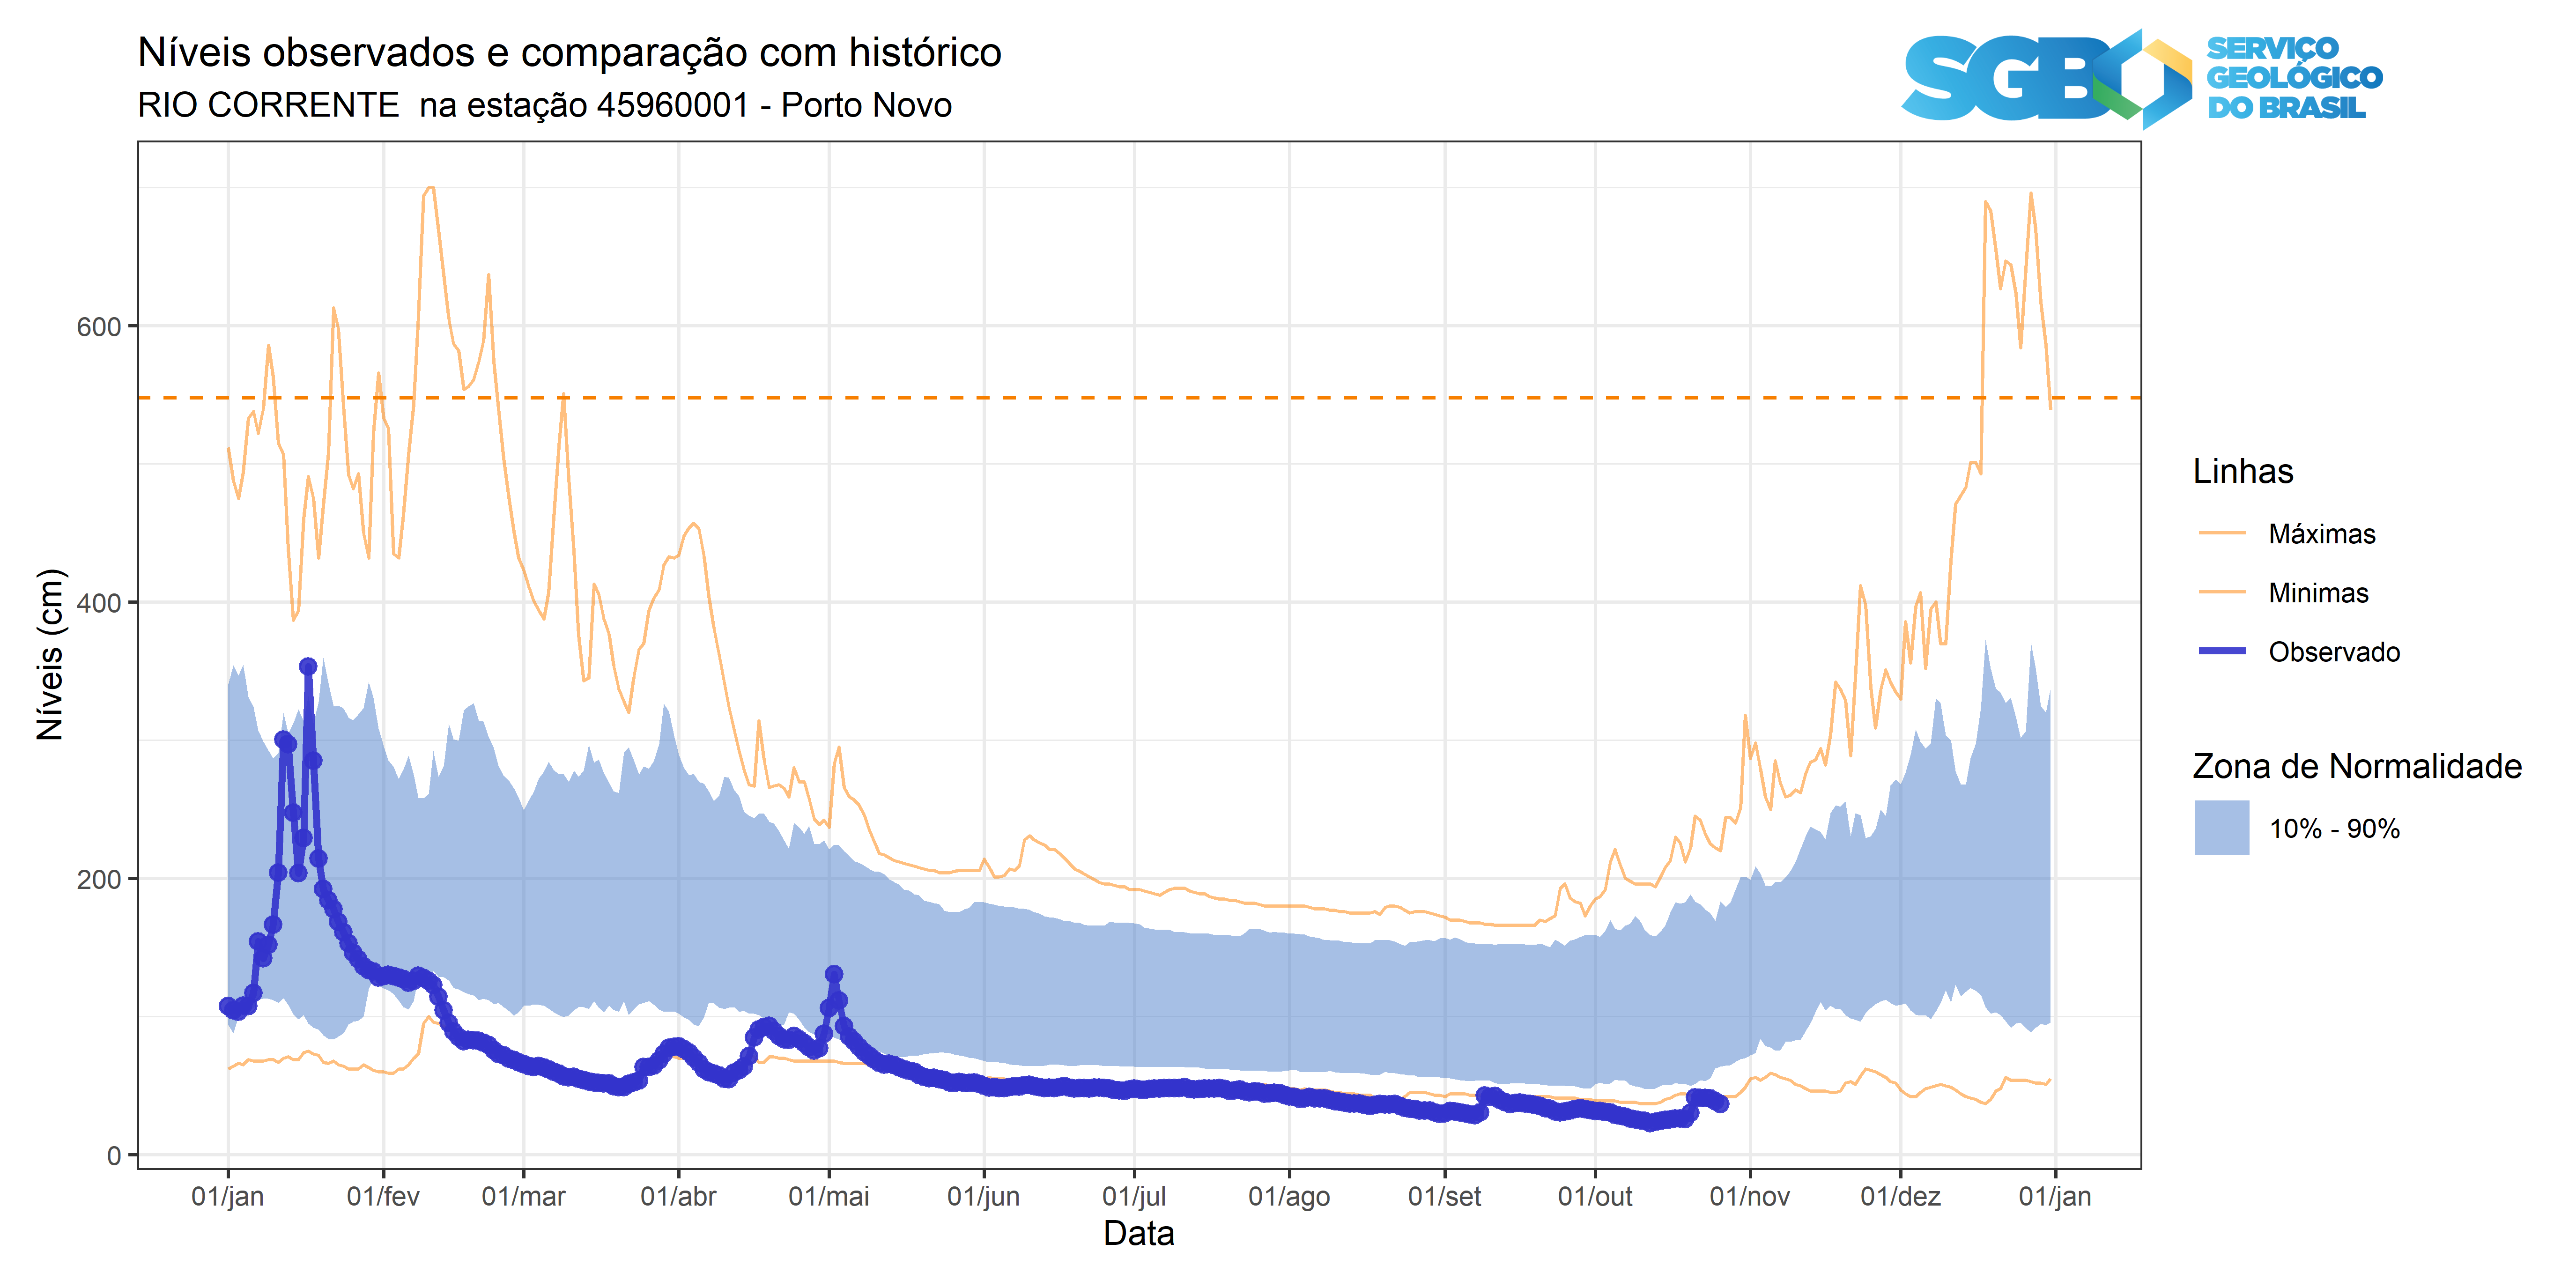 Níveis observados e comparação com histórico
RIO CORRENTE  na estação 45960001 - Porto Novo
SGB
SERVIÇO
GEOLÓGICO
DO BRASIL
Níveis (cm)
600
400
200
0
01/jan
01/fev
01/mar
01/abr
01/mai
01/jun
01/jul
01/ago
01/set
01/out
01/nov
01/dez
01/jan
Data
Linhas
Máximas
Minimas
Observado
Zona de Normalidade
10% - 90%